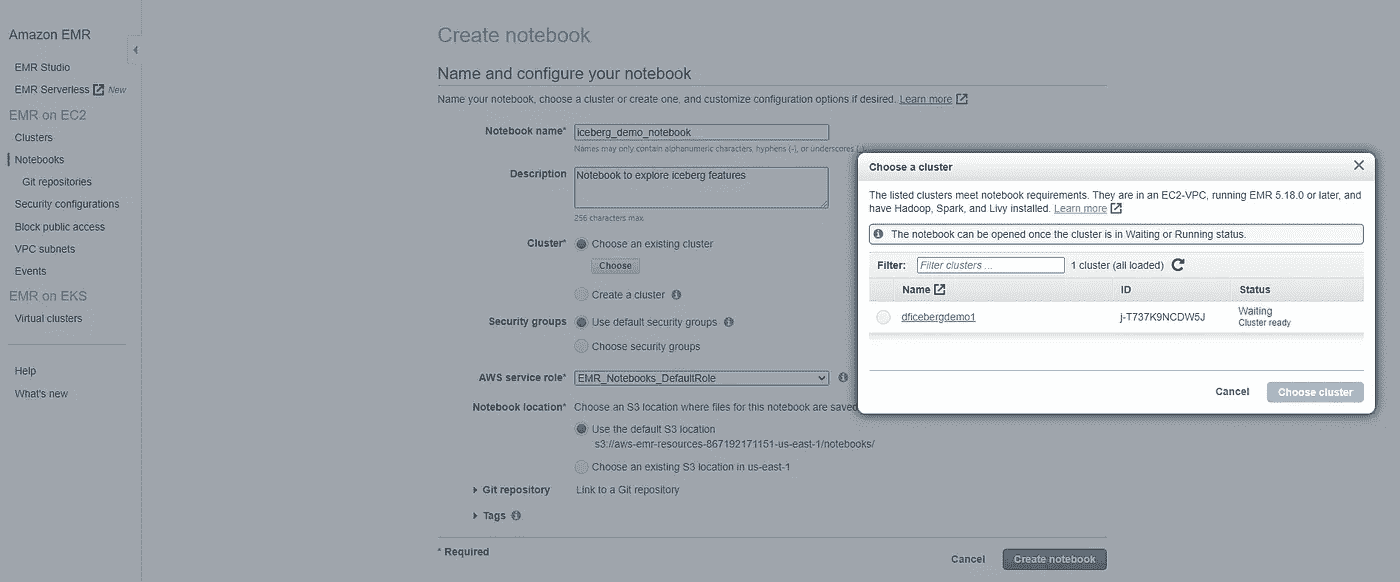 Amazon EMR
EMR Studio
EMR Serverless New
EMR on EC2
Clusters
Notebooks
Git repositories
Security configurations
Block public access
VPC subnets
Events
EMR on EKS
Virtual clusters
Help
What's new
Create notebook
Name and configure your notebook
Name your notebook, choose a cluster or create one, and customize configuration options if desired. Learn more
Notebook name* iceberg_demo_notebook
Names may only contain alphanumeric characters, hyphens (-), or underscores (_).
Description Notebook to explore iceberg features
256 characters max.
Cluster* Choose an existing cluster
Choose
Create a cluster
Security groups Use default security groups
Choose security groups
AWS service role* EMR_Notebooks_DefaultRole
Notebook location* Choose an S3 location where files for this notebook are saved
Use the default S3 location
s3://aws-emr-resources-867192171151-us-east-1/notebooks/
Choose an existing S3 location in us-east-1
Git repository Link to a Git repository
Tags
* Required
Cancel Create notebook
Choose a cluster
The listed clusters meet notebook requirements. They are in an EC2-VPC, running EMR 5.18.0 or later, and
have Hadoop, Spark, and Livy installed. Learn more
The notebook can be opened once the cluster is in Waiting or Running status.
Filter: Filter clusters ... 1 cluster (all loaded)
Name ID Status
dficebergdemo1 j-T737K9NCDW5J Waiting
Cluster ready
Cancel Choose cluster